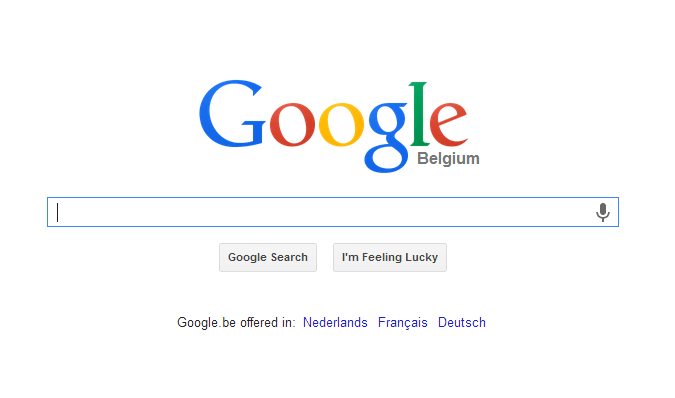 Google
Belgium
Google Search I'm Feeling Lucky
Google.be offered in: Nederlands Français Deutsch